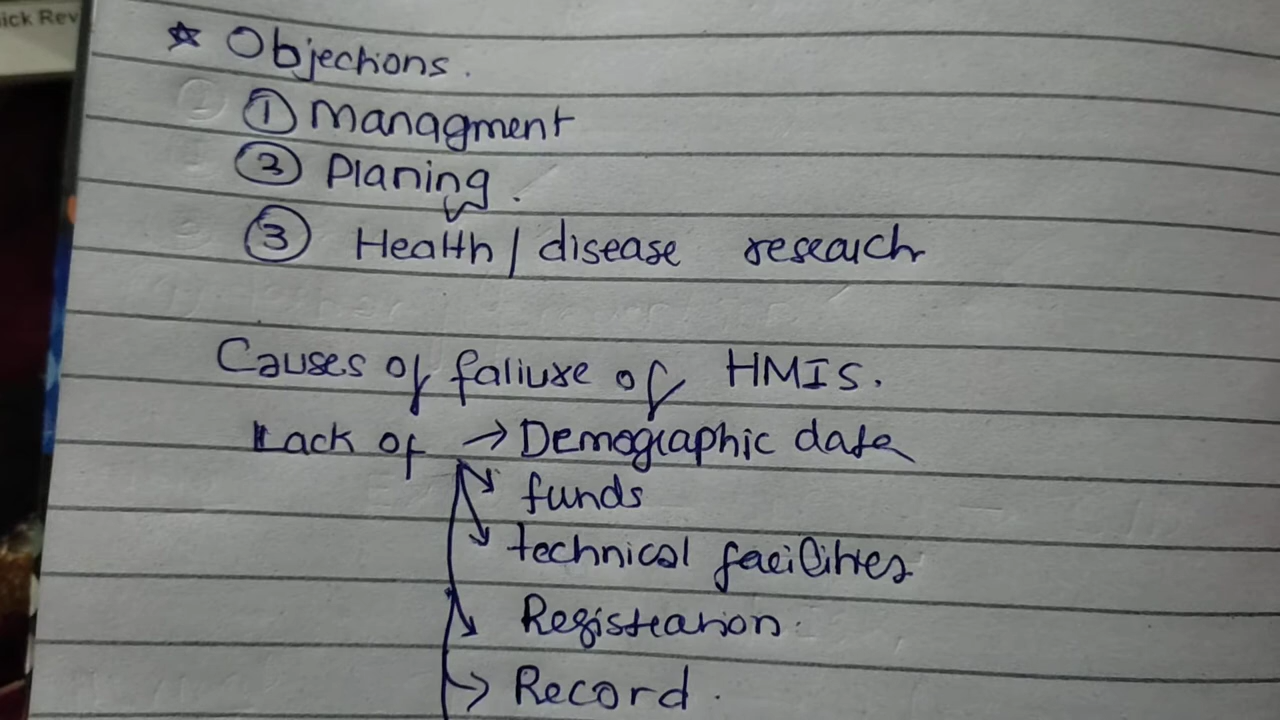 ick Rev
☆ Objections.
① Managment
② Planing.
③ Health / disease research
Causes of faliure of HMIS.
Lack of → Demographic data
funds
technical facilities
Registration.
→ Record.